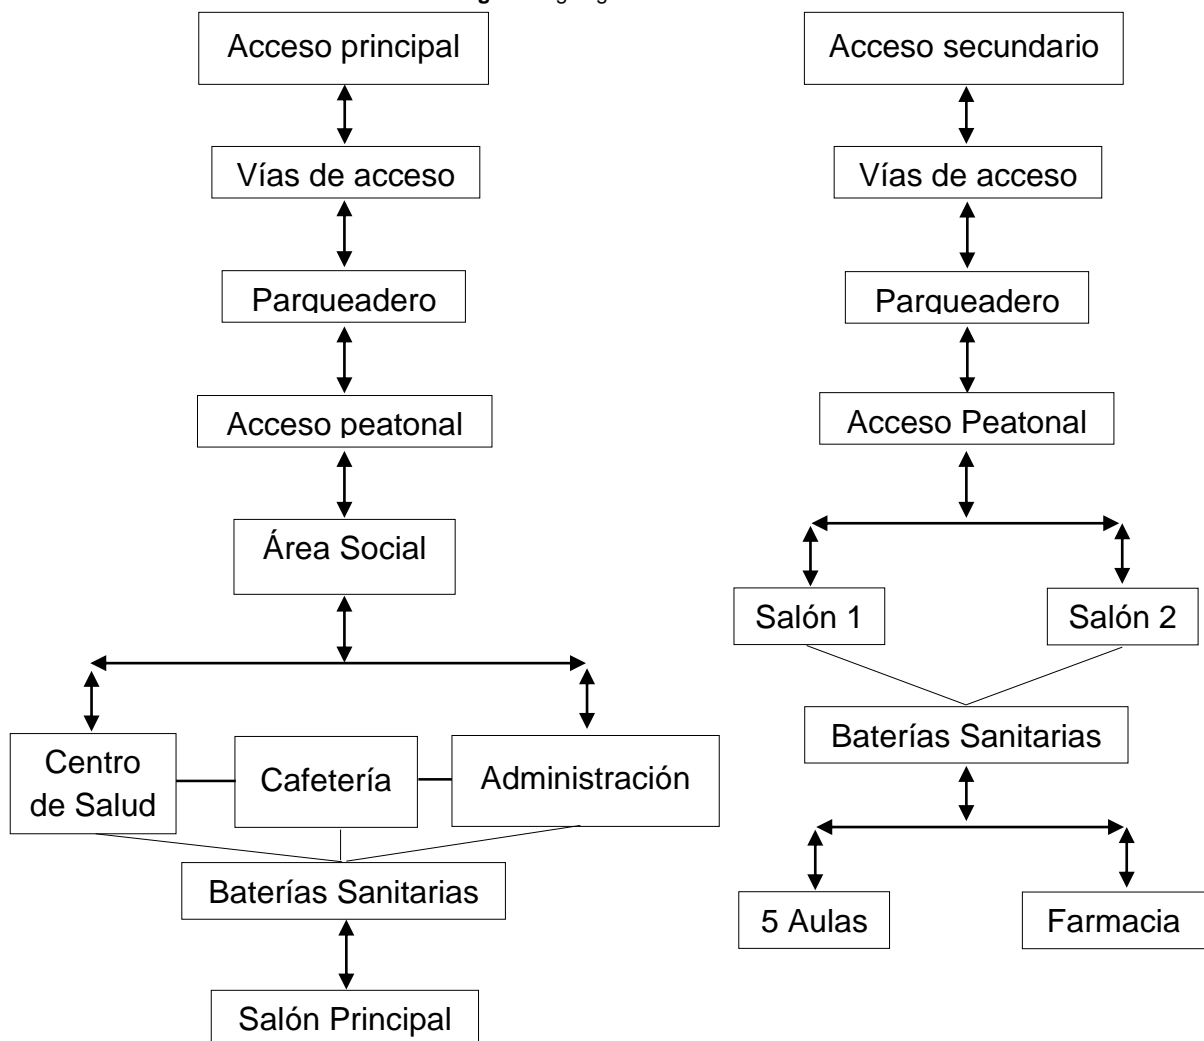 Acceso principal
Vías de acceso
Parqueadero
Acceso peatonal
Área Social
Centro
de Salud
Cafetería
Administración
Baterías Sanitarias
Salón Principal
Acceso secundario
Vías de acceso
Parqueadero
Acceso Peatonal
Salón 1
Salón 2
Baterías Sanitarias
5 Aulas
Farmacia